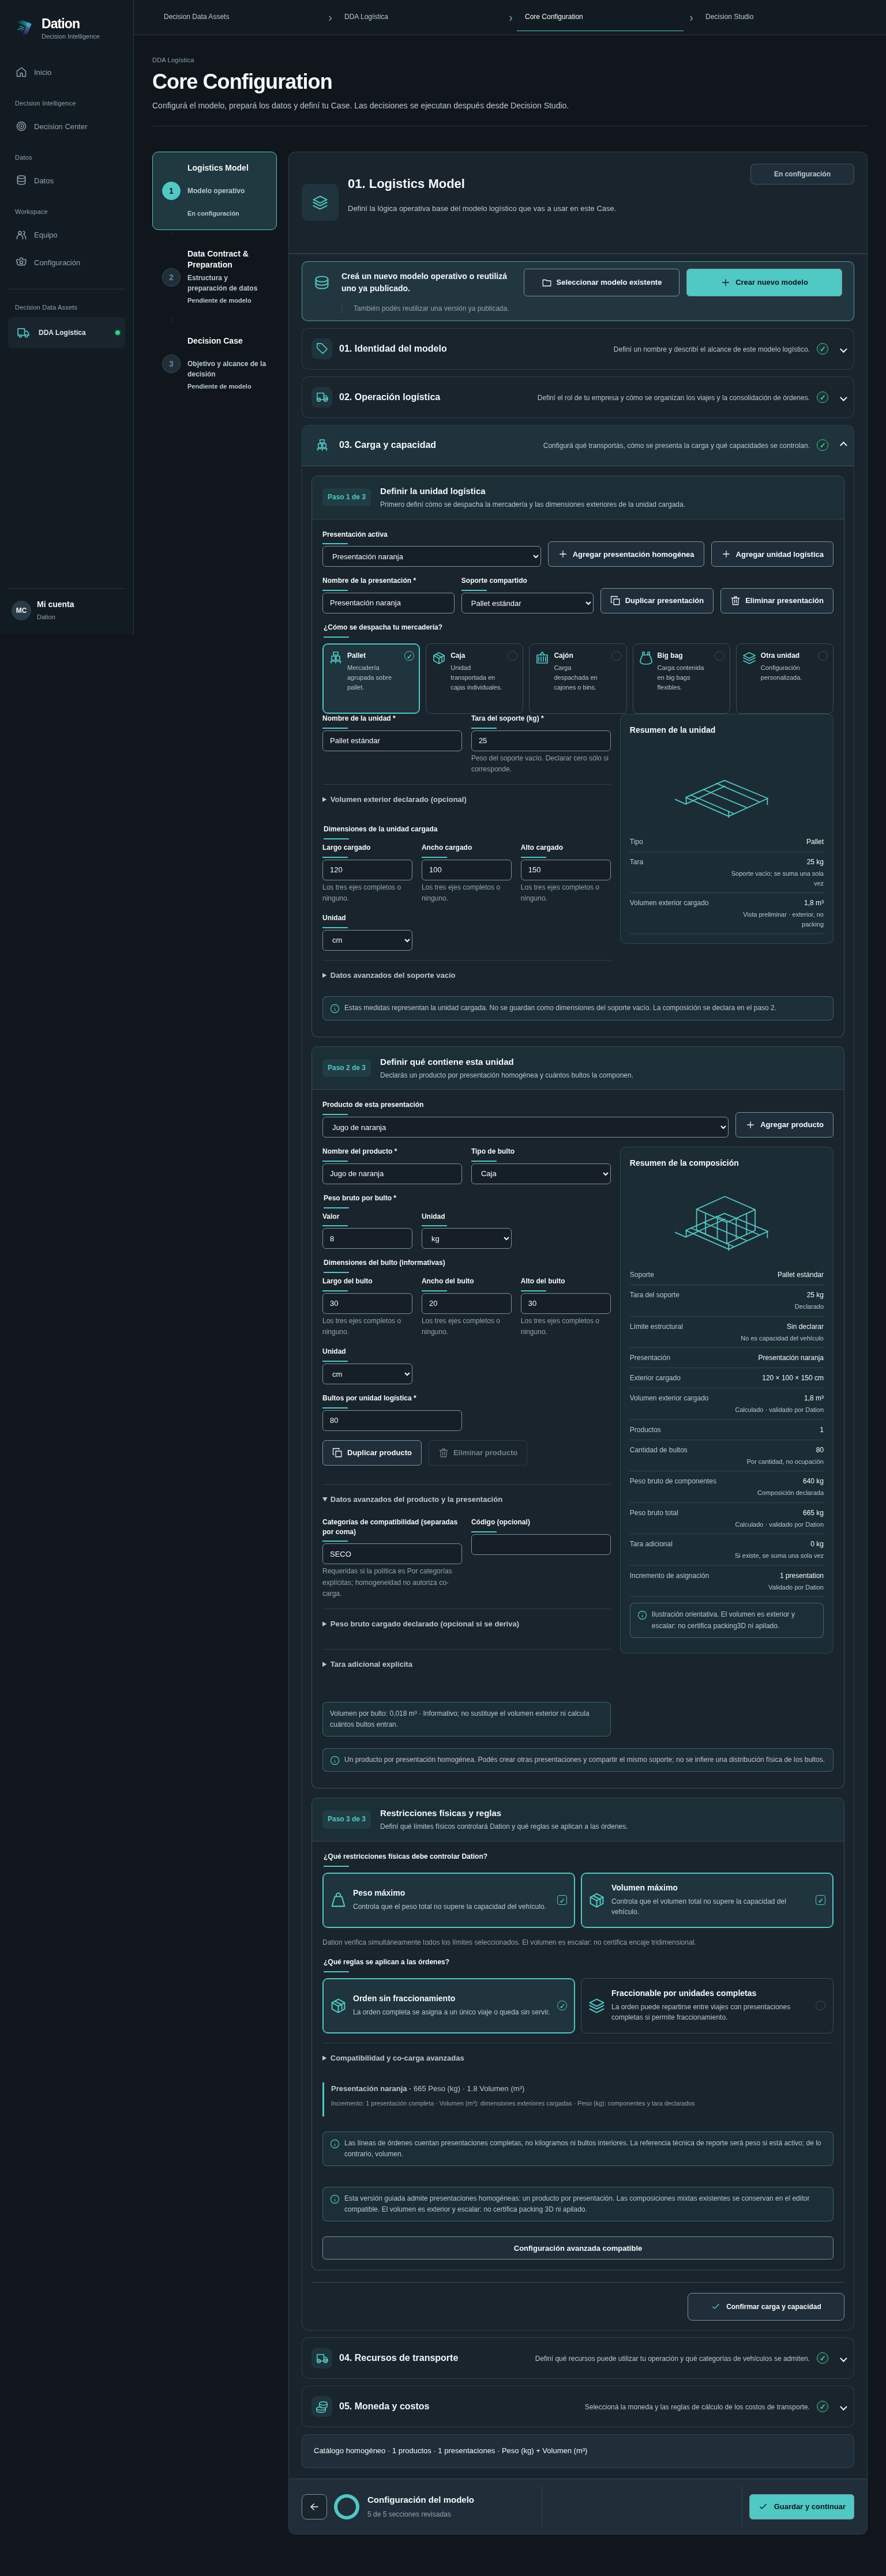 Dation
Decision Intelligence
Inicio
Decision Intelligence
Decision Center
Datos
Datos
Workspace
Equipo
Configuración
Decision Data Assets
DDA Logística
MC
Mi cuenta
Dation
Decision Data Assets
DDA Logística
Core Configuration
Decision Studio
DDA Logística
Core Configuration
Configurá el modelo, prepará los datos y definí tu Case. Las decisiones se ejecutan después desde Decision Studio.
Logistics Model
1
Modelo operativo
En configuración
Data Contract &
Preparation
2
Estructura y
preparación de datos
Pendiente de modelo
Decision Case
3
Objetivo y alcance de la
decisión
Pendiente de modelo
01. Logistics Model
En configuración
Definí la lógica operativa base del modelo logístico que vas a usar en este Case.
Creá un nuevo modelo operativo o reutilizá
uno ya publicado.
También podés reutilizar una versión ya publicada.
Seleccionar modelo existente
Crear nuevo modelo
01. Identidad del modelo
Definí un nombre y describí el alcance de este modelo logístico.
02. Operación logística
Definí el rol de tu empresa y cómo se organizan los viajes y la consolidación de órdenes.
03. Carga y capacidad
Configurá qué transportás, cómo se presenta la carga y qué capacidades se controlan.
Paso 1 de 3
Definir la unidad logística
Primero definí cómo se despacha la mercadería y las dimensiones exteriores de la unidad cargada.
Presentación activa
Presentación naranja
Agregar presentación homogénea
Agregar unidad logística
Nombre de la presentación *
Soporte compartido
Presentación naranja
Pallet estándar
Duplicar presentación
Eliminar presentación
¿Cómo se despacha tu mercadería?
Pallet
Mercadería
agrupada sobre
pallet.
Caja
Unidad
transportada en
cajas individuales.
Cajón
Carga
despachada en
cajones o bins.
Big bag
Carga contenida
en big bags
flexibles.
Otra unidad
Configuración
personalizada.
Nombre de la unidad *
Tara del soporte (kg) *
Pallet estándar
25
Peso del soporte vacío. Declarar cero sólo si
corresponde.
Volumen exterior declarado (opcional)
Dimensiones de la unidad cargada
Largo cargado
Ancho cargado
Alto cargado
120
100
150
Los tres ejes completos o
ninguno.
Los tres ejes completos o
ninguno.
Los tres ejes completos o
ninguno.
Unidad
cm
Datos avanzados del soporte vacío
Resumen de la unidad
Tipo
Pallet
Tara
25 kg
Soporte vacío; se suma una sola
vez
Volumen exterior cargado
1,8 m³
Vista preliminar · exterior, no
packing
Estas medidas representan la unidad cargada. No se guardan como dimensiones del soporte vacío. La composición se declara en el paso 2.
Paso 2 de 3
Definir qué contiene esta unidad
Declarás un producto por presentación homogénea y cuántos bultos la componen.
Producto de esta presentación
Jugo de naranja
Agregar producto
Nombre del producto *
Tipo de bulto
Jugo de naranja
Caja
Peso bruto por bulto *
Valor
Unidad
8
kg
Dimensiones del bulto (informativas)
Largo del bulto
Ancho del bulto
Alto del bulto
30
20
30
Los tres ejes completos o
ninguno.
Los tres ejes completos o
ninguno.
Los tres ejes completos o
ninguno.
Unidad
cm
Bultos por unidad logística *
80
Duplicar producto
Eliminar producto
Datos avanzados del producto y la presentación
Categorías de compatibilidad (separadas
por coma)
Código (opcional)
SECO
Requeridas si la política es Por categorías
explícitas; homogeneidad no autoriza co-
carga.
Peso bruto cargado declarado (opcional si se deriva)
Tara adicional explícita
Volumen por bulto: 0,018 m³ · Informativo; no sustituye el volumen exterior ni calcula
cuántos bultos entran.
Resumen de la composición
Soporte
Pallet estándar
Tara del soporte
25 kg
Declarado
Límite estructural
Sin declarar
No es capacidad del vehículo
Presentación
Presentación naranja
Exterior cargado
120 × 100 × 150 cm
Volumen exterior cargado
1,8 m³
Calculado · validado por Dation
Productos
1
Cantidad de bultos
80
Por cantidad, no ocupación
Peso bruto de componentes
640 kg
Composición declarada
Peso bruto total
665 kg
Calculado · validado por Dation
Tara adicional
0 kg
Si existe, se suma una sola vez
Incremento de asignación
1 presentation
Validado por Dation
Ilustración orientativa. El volumen es exterior y
escalar: no certifica packing3D ni apilado.
Un producto por presentación homogénea. Podés crear otras presentaciones y compartir el mismo soporte; no se infiere una distribución física de los bultos.
Paso 3 de 3
Restricciones físicas y reglas
Definí qué límites físicos controlará Dation y qué reglas se aplican a las órdenes.
¿Qué restricciones físicas debe controlar Dation?
Peso máximo
Controla que el peso total no supere la capacidad del vehículo.
Volumen máximo
Controla que el volumen total no supere la capacidad del
vehículo.
Dation verifica simultáneamente todos los límites seleccionados. El volumen es escalar: no certifica encaje tridimensional.
¿Qué reglas se aplican a las órdenes?
Orden sin fraccionamiento
La orden completa se asigna a un único viaje o queda sin servir.
Fraccionable por unidades completas
La orden puede repartirse entre viajes con presentaciones
completas si permite fraccionamiento.
Compatibilidad y co-carga avanzadas
Presentación naranja · 665 Peso (kg) · 1.8 Volumen (m³)
Incremento: 1 presentación completa · Volumen (m³): dimensiones exteriores cargadas · Peso (kg): componentes y tara declarados
Las líneas de órdenes cuentan presentaciones completas, no kilogramos ni bultos interiores. La referencia técnica de reporte será peso si está activo; de lo
contrario, volumen.
Esta versión guiada admite presentaciones homogéneas: un producto por presentación. Las composiciones mixtas existentes se conservan en el editor
compatible. El volumen es exterior y escalar: no certifica packing 3D ni apilado.
Configuración avanzada compatible
Confirmar carga y capacidad
04. Recursos de transporte
Definí qué recursos puede utilizar tu operación y qué categorías de vehículos se admiten.
05. Moneda y costos
Seleccioná la moneda y las reglas de cálculo de los costos de transporte.
Catálogo homogéneo · 1 productos · 1 presentaciones · Peso (kg) + Volumen (m³)
Configuración del modelo
5 de 5 secciones revisadas
Guardar y continuar